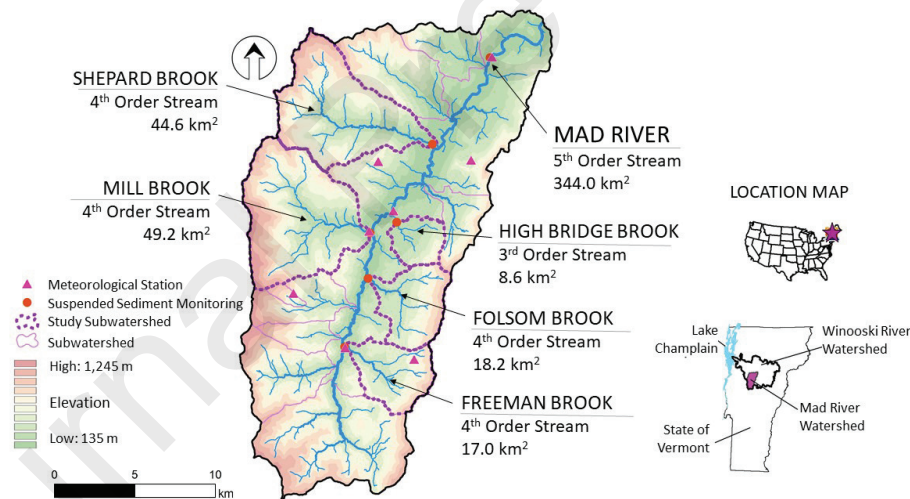 SHEPARD BROOK
4th Order Stream
44.6 km2
MAD RIVER
5th Order Stream
344.0 km2
MILL BROOK
4th Order Stream
49.2 km2
LOCATION MAP
HIGH BRIDGE BROOK
3rd Order Stream
8.6 km2
Meteorological Station
Suspended Sediment Monitoring
Study Subwatershed
Subwatershed
FOLSOM BROOK
4th Order Stream
18.2 km2
High: 1,245 m
Elevation
Low: 135 m
FREEMAN BROOK
4th Order Stream
17.0 km2
Lake
Champlain
Winooski River
Watershed
Mad River
Watershed
State of
Vermont
0 5 10
km